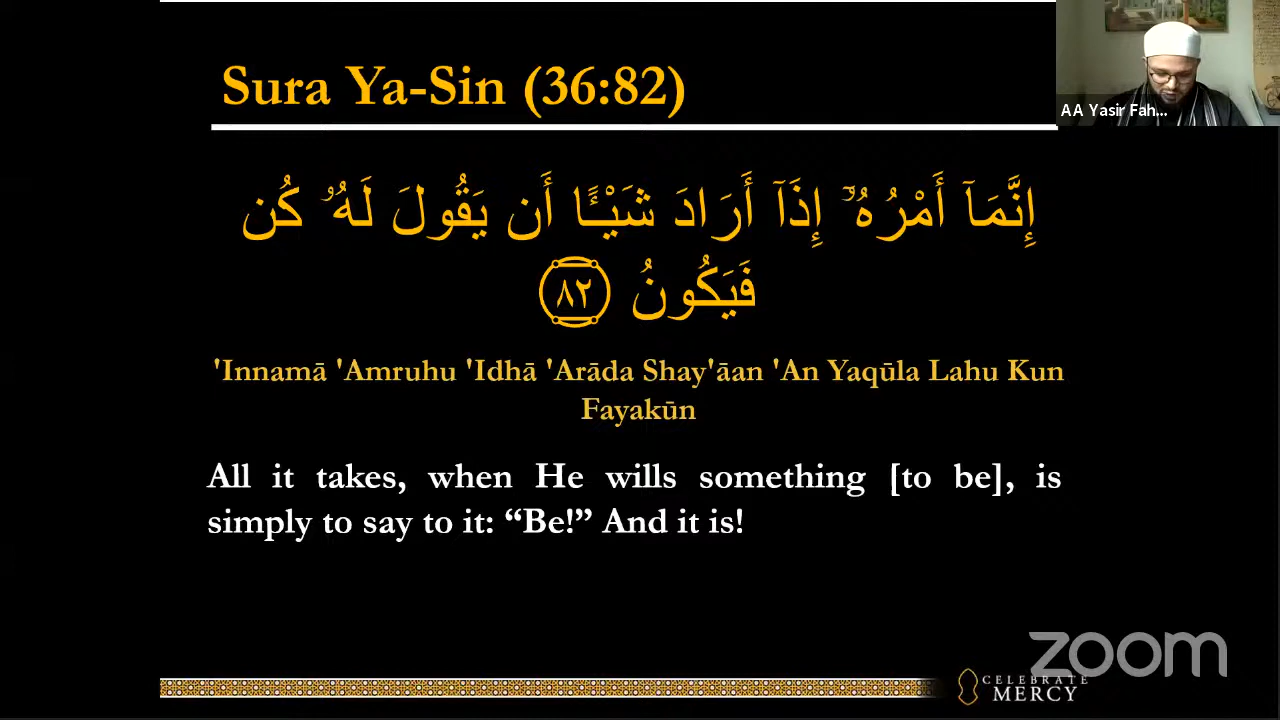 Sura Ya-Sin (36:82)
AA Yasir Fah...
إِنَّمَآ أَمْرُهُۥٓ إِذَآ أَرَادَ شَيْـًٔا أَن يَقُولَ لَهُۥ كُن
فَيَكُونُ ٨٢
'Innamā 'Amruhu 'Idhā 'Arāda Shay'āan 'An Yaqūla Lahu Kun
Fayakūn
All it takes, when He wills something [to be], is
simply to say to it: “Be!” And it is!
zoom
CELEBRATE
MERCY